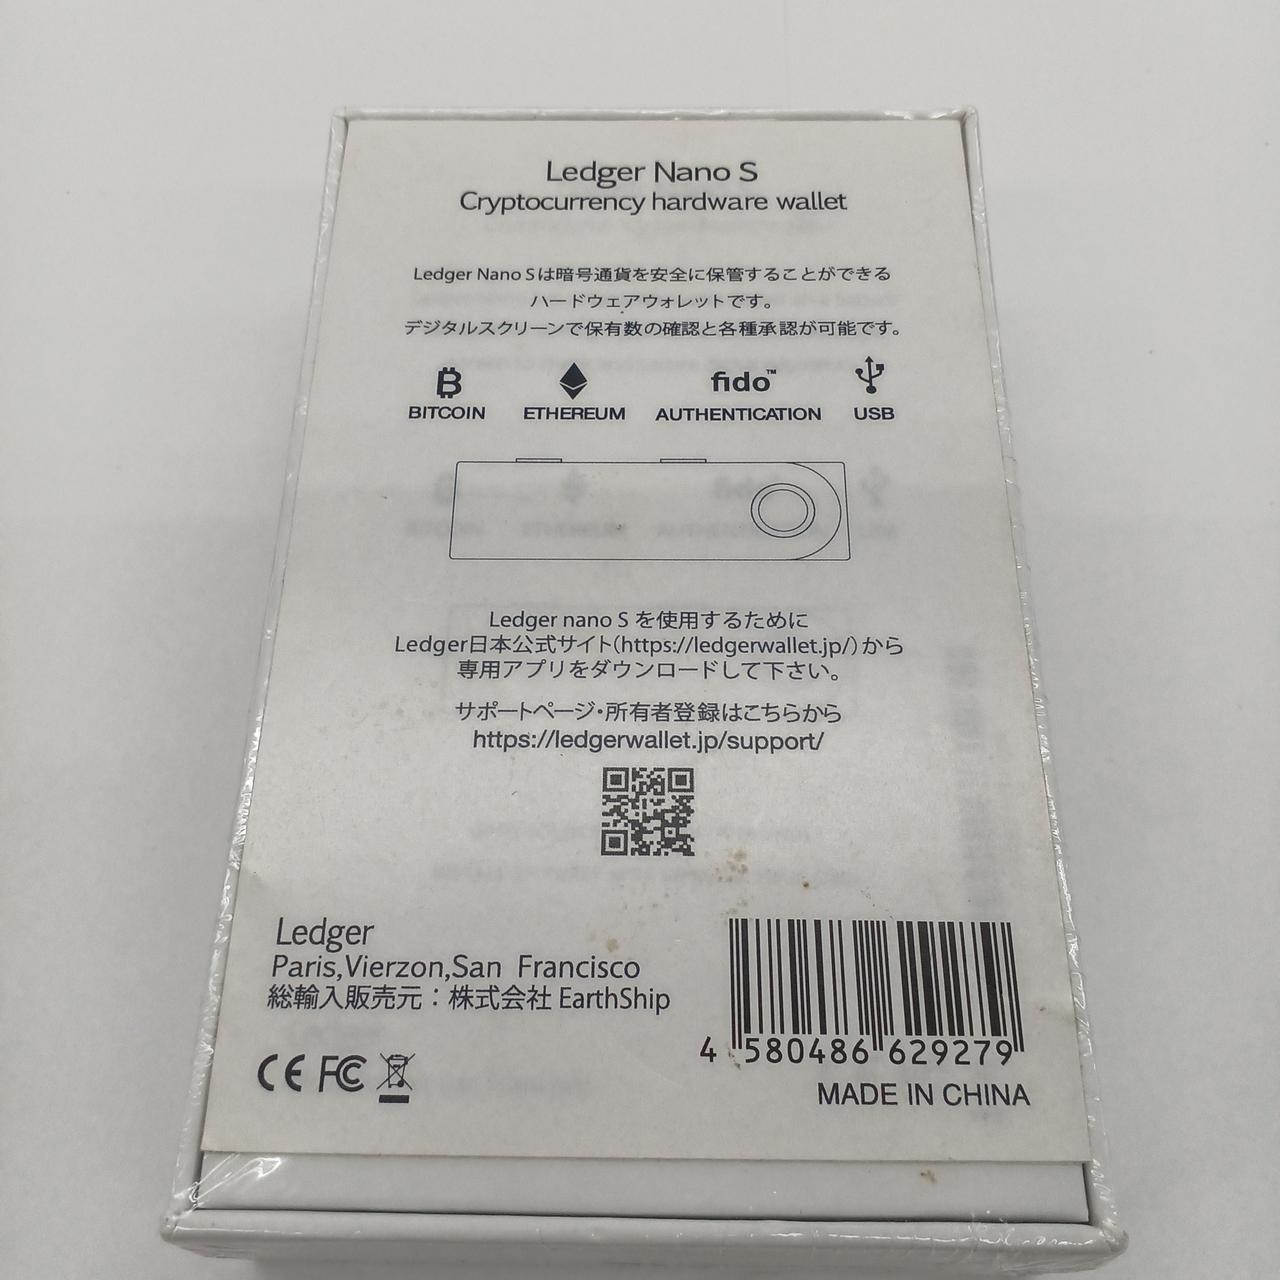 Ledger Nano S
Cryptocurrency hardware wallet
Ledger Nano Sは暗号通貨を安全に保管することができる
ハードウェアウォレットです。
デジタルスクリーンで保有数の確認と各種承認が可能です。
BITCOIN ETHEREUM fido™ AUTHENTICATION USB
Ledger nano S を使用するために
Ledger日本公式サイト(https://ledgerwallet.jp/)から
専用アプリをダウンロードして下さい。
サポートページ・所有者登録はこちらから
https://ledgerwallet.jp/support/
Ledger
Paris,Vierzon,San Francisco
総輸入販売元：株式会社 EarthShip
CE FC
4 580486 629279
MADE IN CHINA